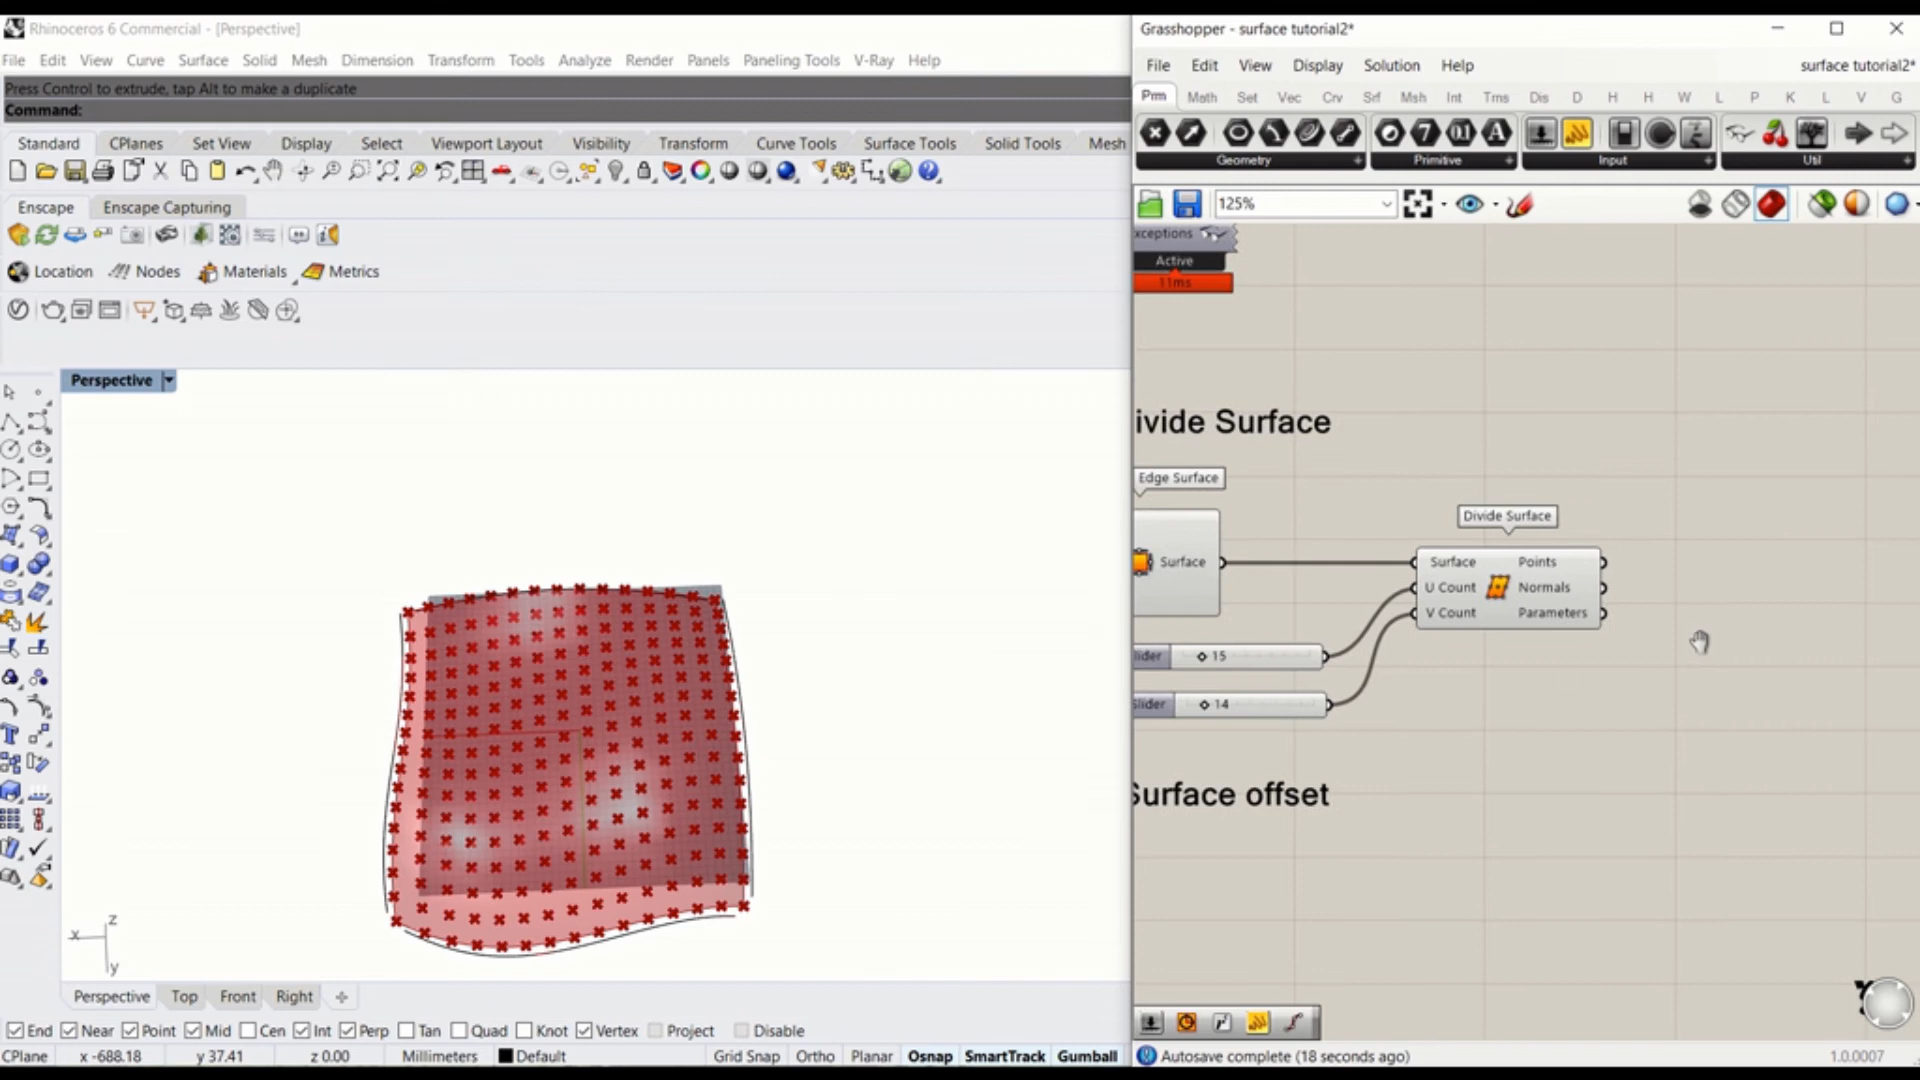 Rhinoceros 6 Commercial - [Perspective]
File Edit View Curve Surface Solid Mesh Dimension Transform Tools Analyze Render Panels Paneling Tools V-Ray Help
Press Control to extrude, tap Alt to make a duplicate
Command:
Standard CPlanes Set View Display Select Viewport Layout Visibility Transform Curve Tools Surface Tools Solid Tools Mesh
Enscape Enscape Capturing
Location Nodes Materials Metrics
Perspective
z
x
y
Perspective Top Front Right
End Near Point Mid Cen Int Perp Tan Quad Knot Vertex Project Disable
CPlane x -688.18 y 37.41 z 0.00 Millimeters Default Grid Snap Ortho Planar Osnap SmartTrack Gumball
Grasshopper - surface tutorial2*
File Edit View Display Solution Help surface tutorial2*
Prm Math Set Vec Crv Srf Msh Int Trns Dis D H H W L P K L V G
Geometry Primitive Input Util
125%
xceptions
Active
11ms
ivide Surface
Edge Surface
Divide Surface
Surface
Surface Points
U Count Normals
V Count Parameters
lider 15
Slider 14
Surface offset
Autosave complete (18 seconds ago) 1.0.0007